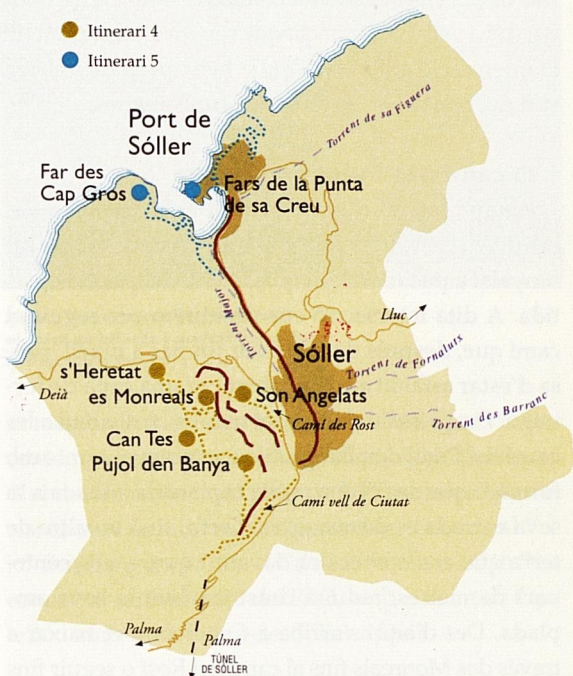 Itinerari 4
Itinerari 5
Port de
Sóller
Torrent de sa Figuera
Far des
Cap Gros
Fars de la Punta
de sa Creu
Torrent Major
Lluc
Sóller
Torrent de Fornalutx
s'Heretat
Deià
es Monreals
Son Angelats
Torrent des Barranc
Camí des Rost
Can Tes
Pujol den Banya
Camí vell de Ciutat
Palma
Palma
TÚNEL
DE SÓLLER